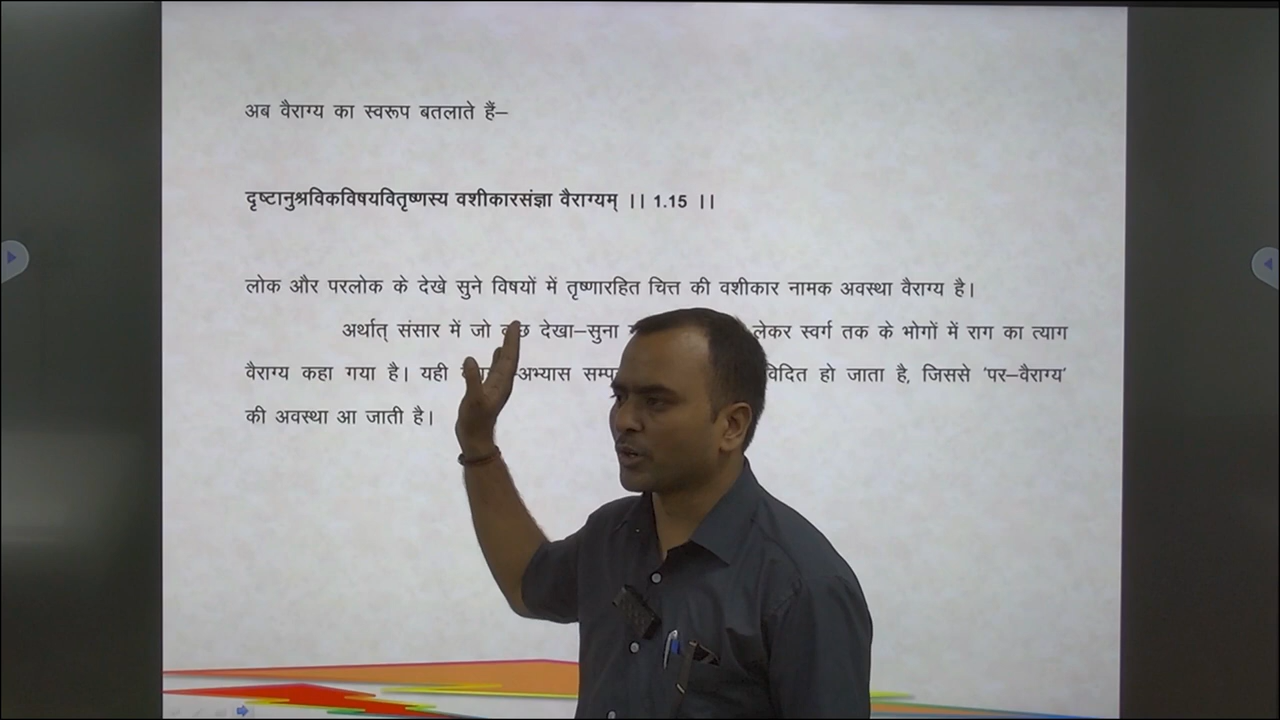 अब वैराग्य का स्वरूप बतलाते हैं–
दृष्टानुश्रविकविषयवितृष्णस्य वशीकारसंज्ञा वैराग्यम् ।। 1.15 ।।
लोक और परलोक के देखे सुने विषयों में तृष्णारहित चित्त की वशीकार नामक अवस्था वैराग्य है।
अर्थात् संसार में जो कुछ देखा–सुना लेकर स्वर्ग तक के भोगों में राग का त्याग
वैराग्य कहा गया है। यही अभ्यास विदित हो जाता है, जिससे 'पर–वैराग्य'
की अवस्था आ जाती है।